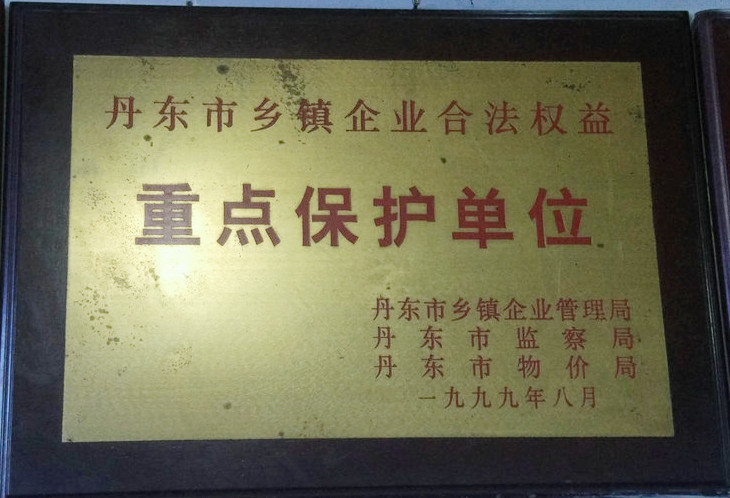 丹东市乡镇企业合法权益
重点保护单位
丹东市乡镇企业管理局
丹东市监察局
丹东市物价局
一九九九年八月